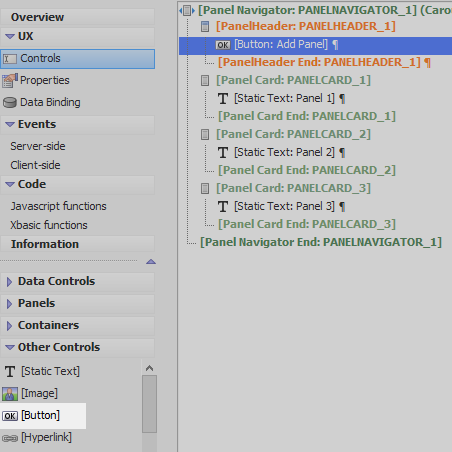 Overview
UX
Controls
Properties
Data Binding
Events
Server-side
Client-side
Code
Javascript functions
Xbasic functions
Information
Data Controls
Panels
Containers
Other Controls
T [Static Text]
[Image]
OK [Button]
[Hyperlink]
[Panel Navigator: PANELNAVIGATOR_1] (Carou
[PanelHeader: PANELHEADER_1]
OK [Button: Add Panel] ¶
[PanelHeader End: PANELHEADER_1] ¶
[Panel Card: PANELCARD_1]
T [Static Text: Panel 1] ¶
[Panel Card End: PANELCARD_1]
[Panel Card: PANELCARD_2]
T [Static Text: Panel 2] ¶
[Panel Card End: PANELCARD_2]
[Panel Card: PANELCARD_3]
T [Static Text: Panel 3] ¶
[Panel Card End: PANELCARD_3]
[Panel Navigator End: PANELNAVIGATOR_1]